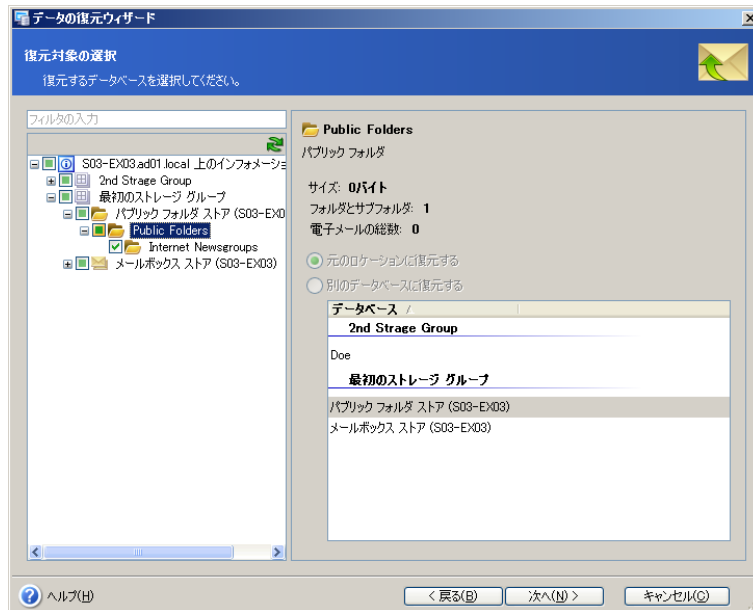 データの復元ウィザード
復元対象の選択
復元するデータベースを選択してください。
フィルタの入力
S03-EX03.ad01.local 上のインフォメーショ
2nd Strage Group
最初のストレージ グループ
パブリック フォルダ ストア (S03-EX0
Public Folders
Internet Newsgroups
メールボックス ストア (S03-EX03)
Public Folders
パブリック フォルダ
サイズ: 0バイト
フォルダとサブフォルダ: 1
電子メールの総数: 0
元のロケーションに復元する
別のデータベースに復元する
データベース
2nd Strage Group
Doe
最初のストレージ グループ
パブリック フォルダ ストア (S03-EX03)
メールボックス ストア (S03-EX03)
ヘルプ(H)
< 戻る(B)
次へ(N) >
キャンセル(C)